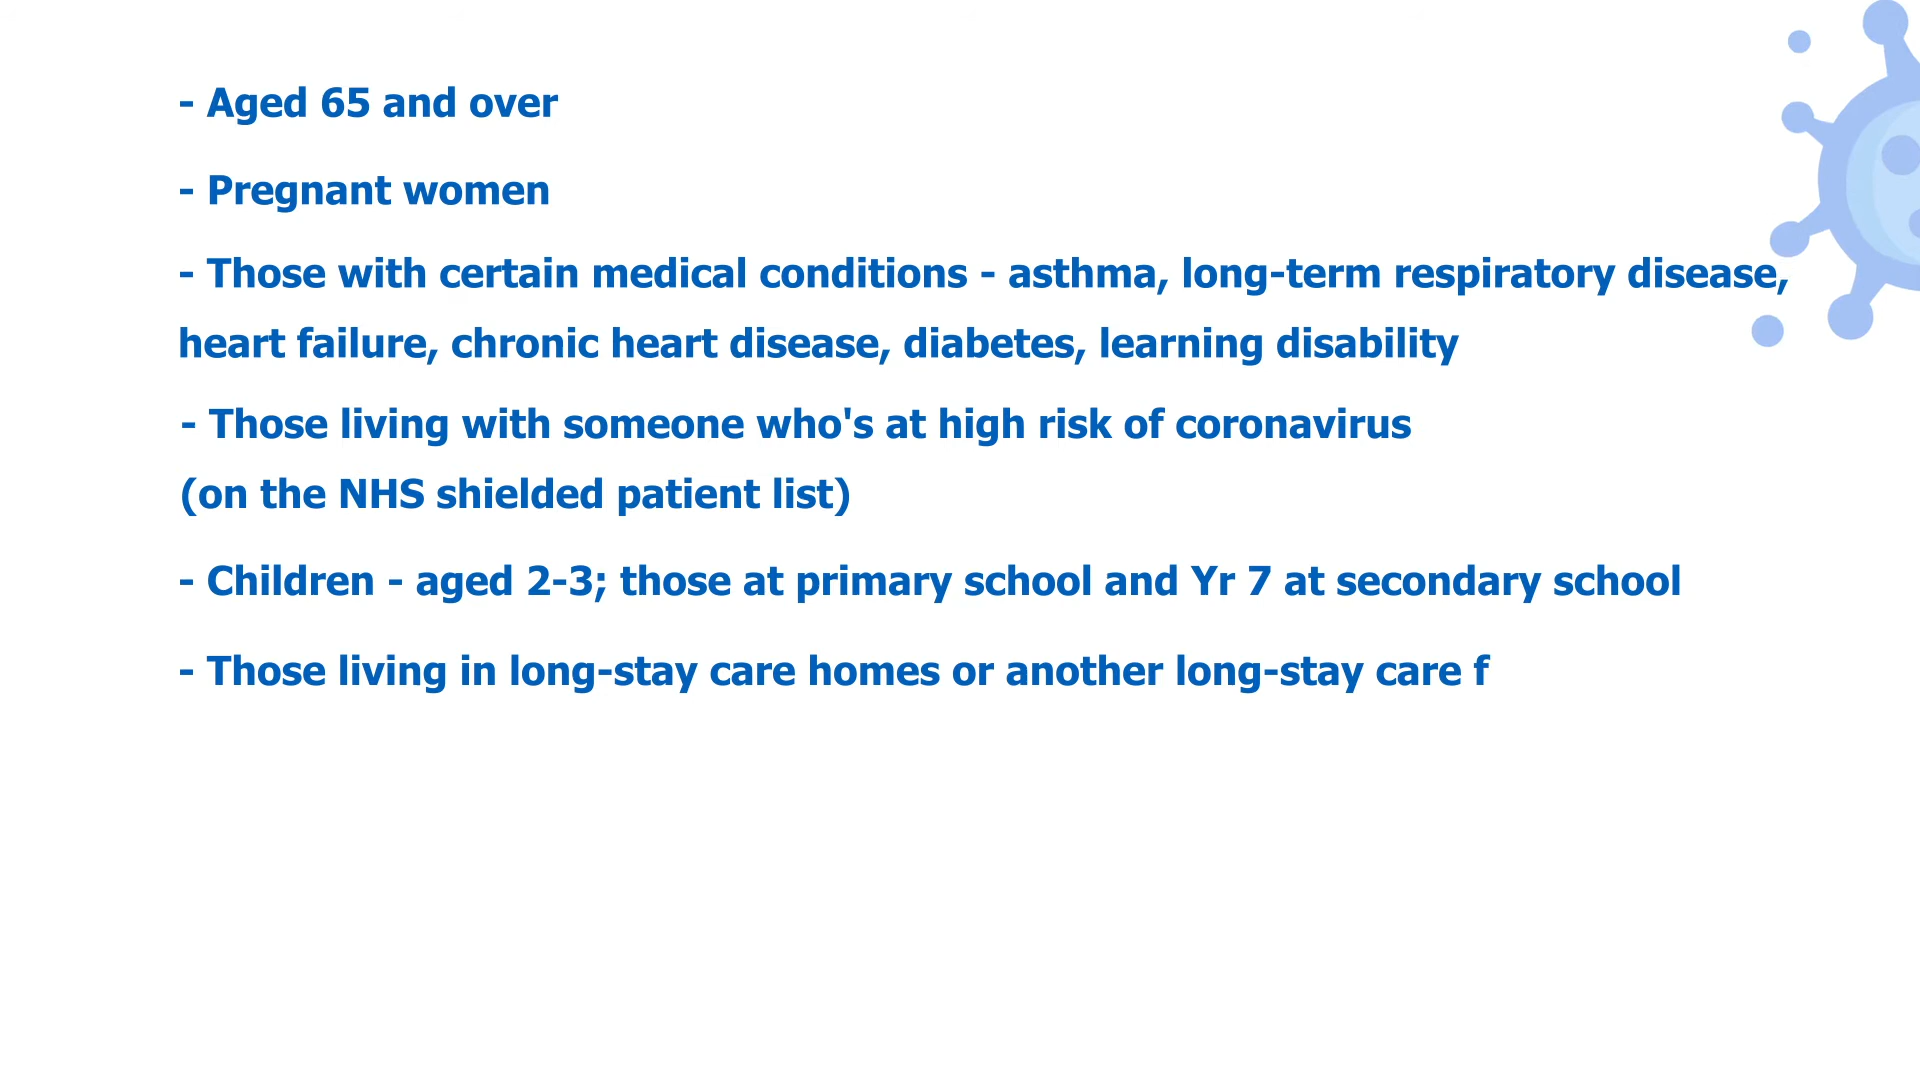 - Aged 65 and over
- Pregnant women
- Those with certain medical conditions - asthma, long-term respiratory disease,
heart failure, chronic heart disease, diabetes, learning disability
- Those living with someone who's at high risk of coronavirus
(on the NHS shielded patient list)
- Children - aged 2-3; those at primary school and Yr 7 at secondary school
- Those living in long-stay care homes or another long-stay care f